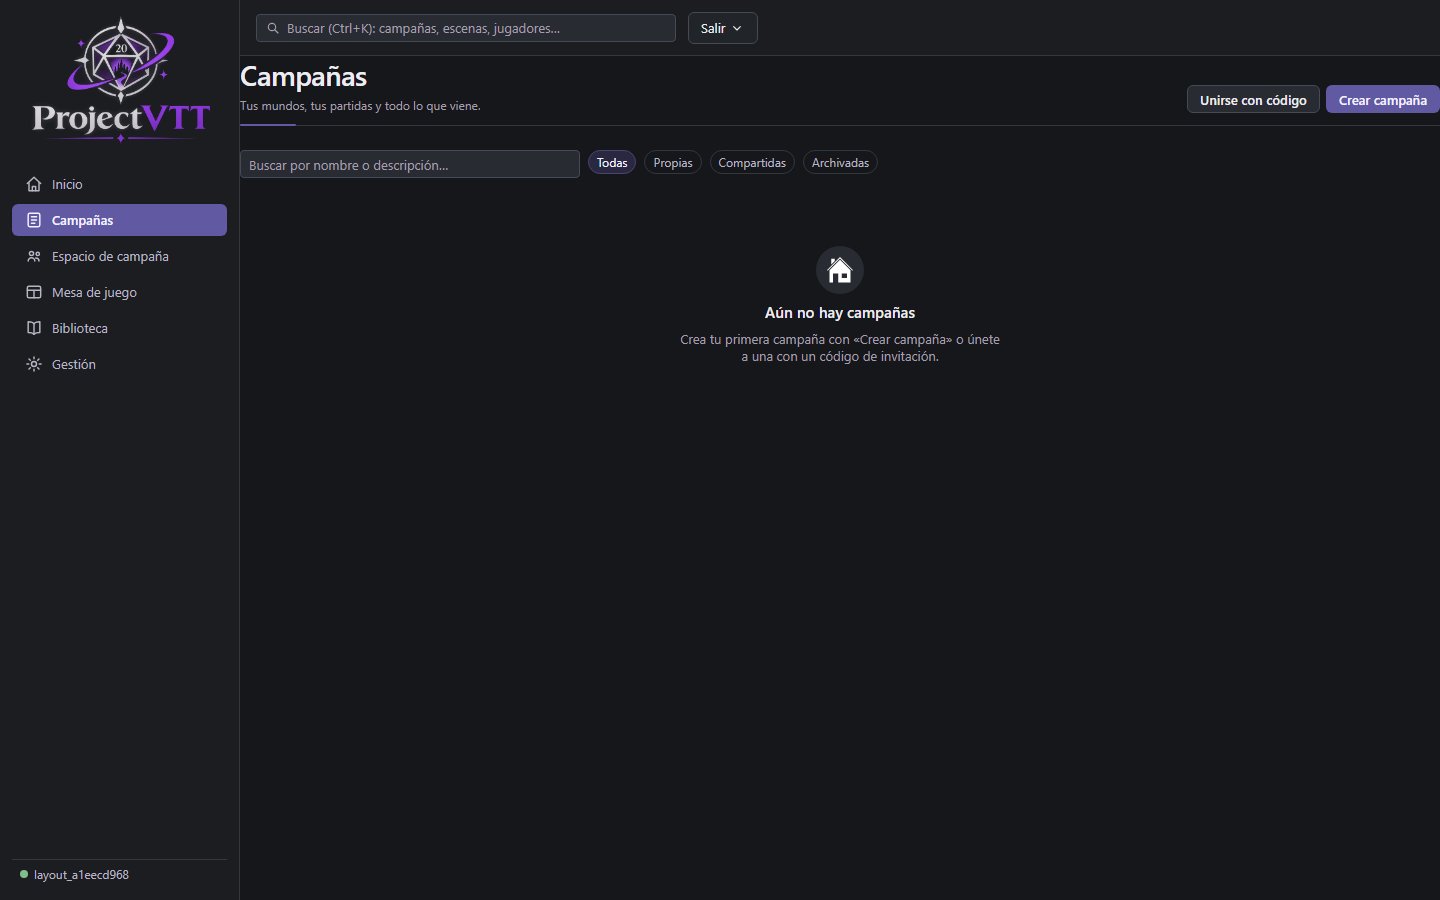 20
ProjectVTT
Inicio
Campañas
Espacio de campaña
Mesa de juego
Biblioteca
Gestión
layout_a1eecd968
Buscar (Ctrl+K): campañas, escenas, jugadores...
Salir
Campañas
Tus mundos, tus partidas y todo lo que viene.
Unirse con código
Crear campaña
Buscar por nombre o descripción...
Todas
Propias
Compartidas
Archivadas
Aún no hay campañas
Crea tu primera campaña con «Crear campaña» o únete
a una con un código de invitación.